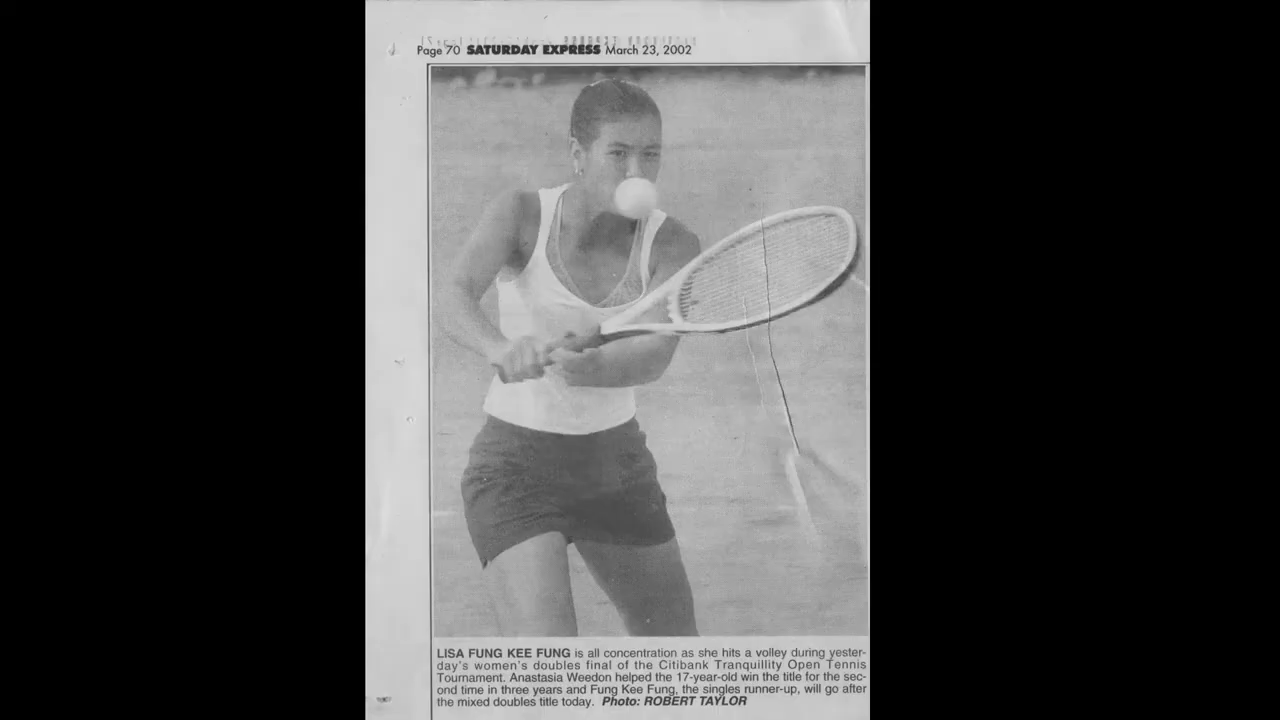 Page 70 SATURDAY EXPRESS March 23, 2002
LISA FUNG KEE FUNG is all concentration as she hits a volley during yester-
day's women's doubles final of the Citibank Tranquillity Open Tennis
Tournament. Anastasia Weedon helped the 17-year-old win the title for the sec-
ond time in three years and Fung Kee Fung, the singles runner-up, will go after
the mixed doubles title today. Photo: ROBERT TAYLOR